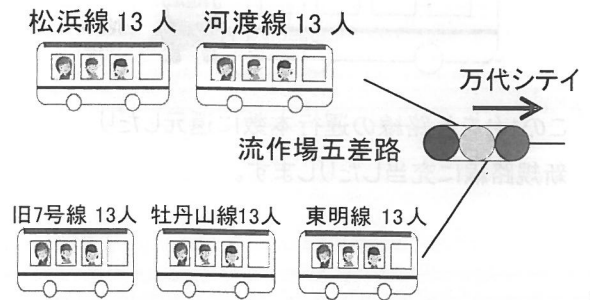 松浜線 13 人
河渡線 13 人
万代シテイ
流作場五差路
旧7号線 13人
牡丹山線13人
東明線 13人